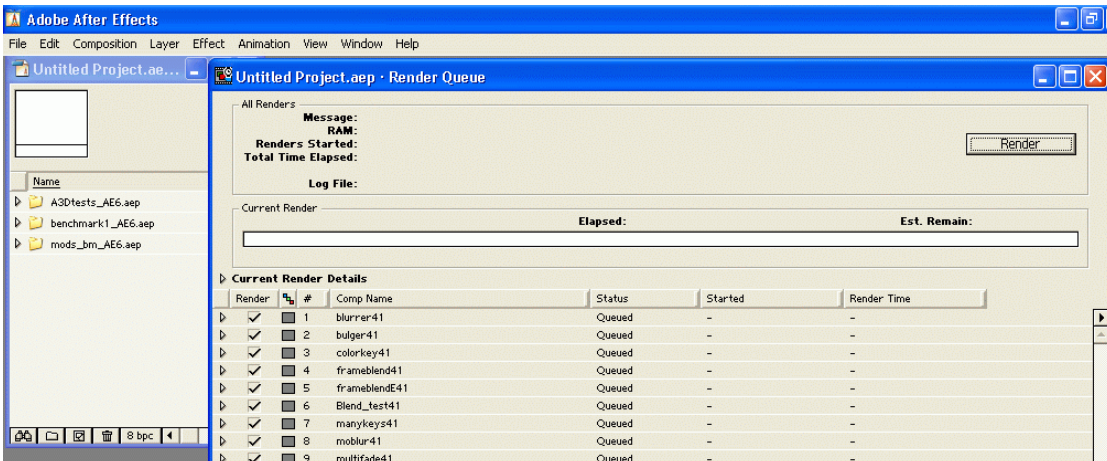 Adobe After Effects
File Edit Composition Layer Effect Animation View Window Help
Untitled Project.ae...
Name
A3Dtests_AE6.aep
benchmark1_AE6.aep
mods_bm_AE6.aep
8 bpc
Untitled Project.aep · Render Queue
All Renders
Message:
RAM:
Renders Started:
Total Time Elapsed:
Log File:
Render
Current Render
Elapsed: Est. Remain:
Current Render Details
Render # Comp Name Status Started Render Time
1 blurrer41 Queued - -
2 bulger41 Queued - -
3 colorkey41 Queued - -
4 frameblend41 Queued - -
5 frameblendE41 Queued - -
6 Blend_test41 Queued - -
7 manykeys41 Queued - -
8 moblur41 Queued - -
9 multifade41 Queued - -